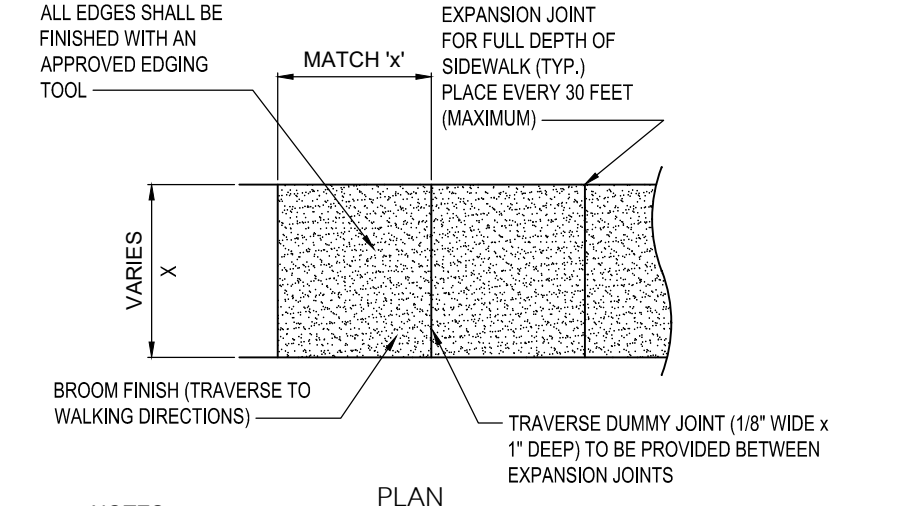 ALL EDGES SHALL BE
FINISHED WITH AN
APPROVED EDGING
TOOL
MATCH 'x'
EXPANSION JOINT
FOR FULL DEPTH OF
SIDEWALK (TYP.)
PLACE EVERY 30 FEET
(MAXIMUM)
VARIES
X
BROOM FINISH (TRAVERSE TO
WALKING DIRECTIONS)
TRAVERSE DUMMY JOINT (1/8" WIDE x
1" DEEP) TO BE PROVIDED BETWEEN
EXPANSION JOINTS
PLAN